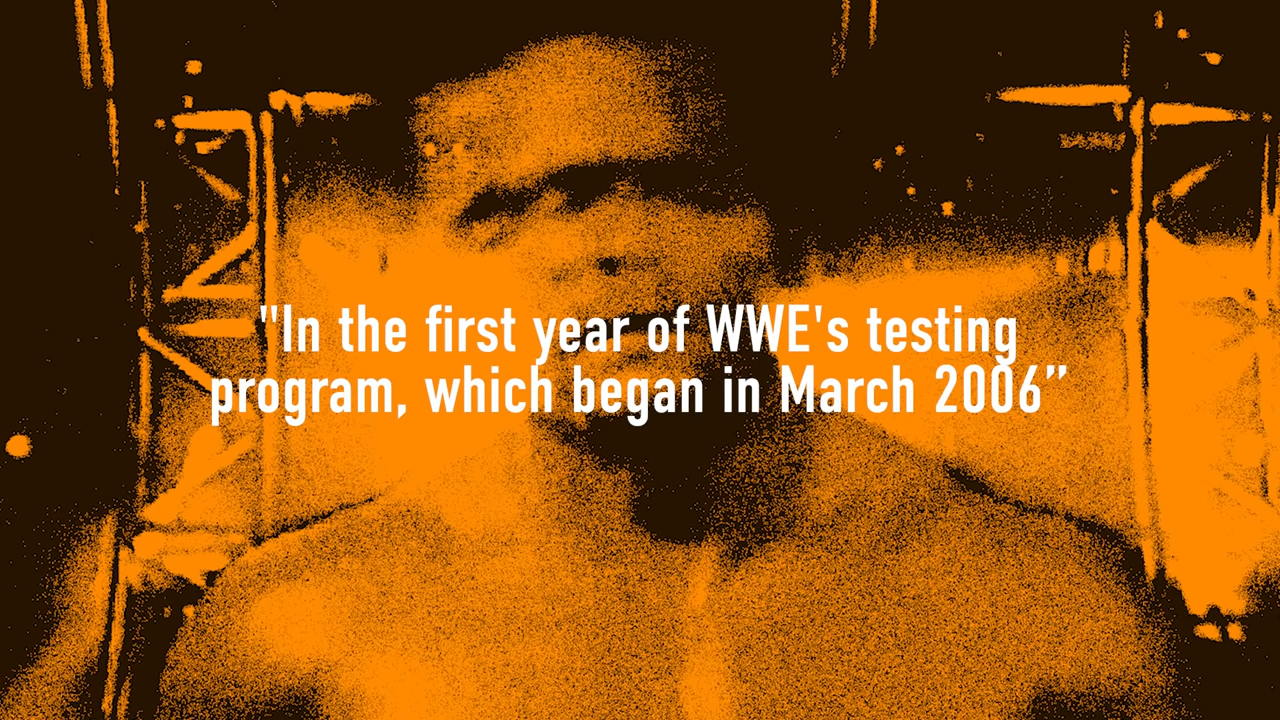 "In the first year of WWE's testing
program, which began in March 2006”